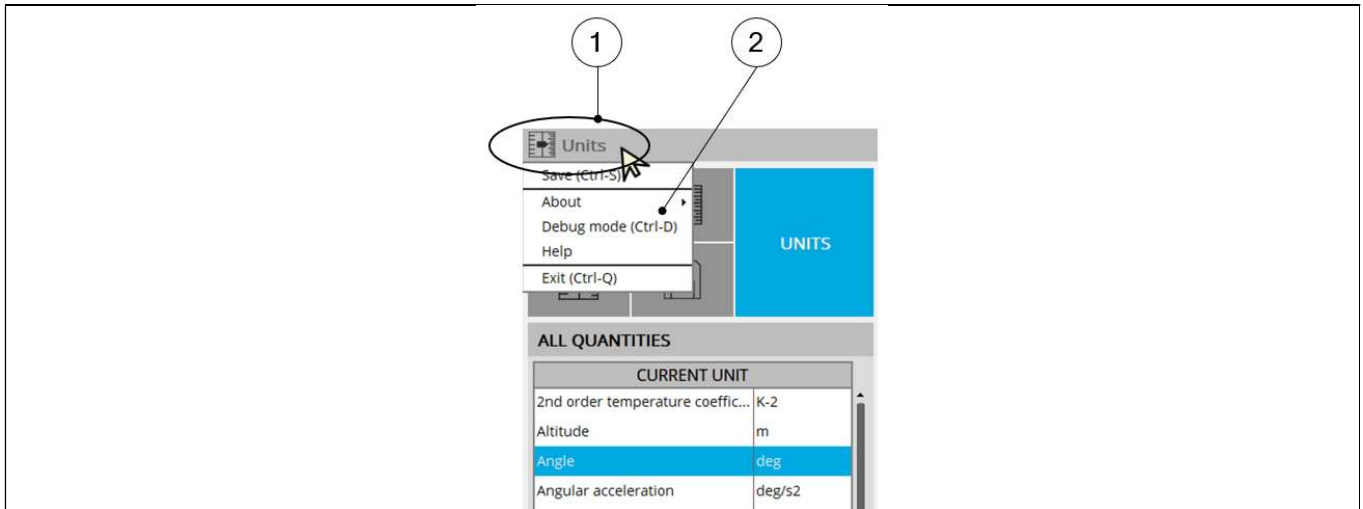 1 2
Units
Save (Ctrl-S)
About
Debug mode (Ctrl-D)
Help
Exit (Ctrl-Q)
UNITS
ALL QUANTITIES
CURRENT UNIT
2nd order temperature coeffic... K-2
Altitude m
Angle deg
Angular acceleration deg/s2